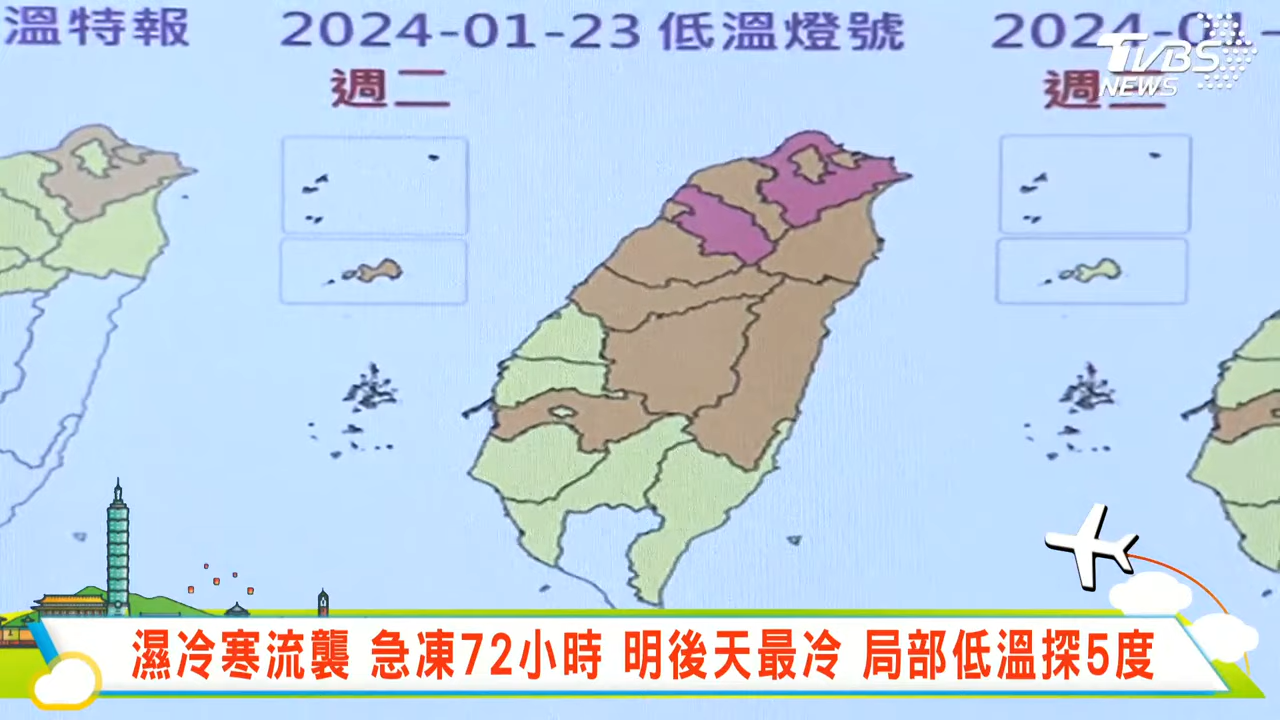 溫特報
2024-01-23 低溫燈號
2024-01-
週二
週三
TVBS
NEWS
濕冷寒流襲 急凍72小時 明後天最冷 局部低溫探5度